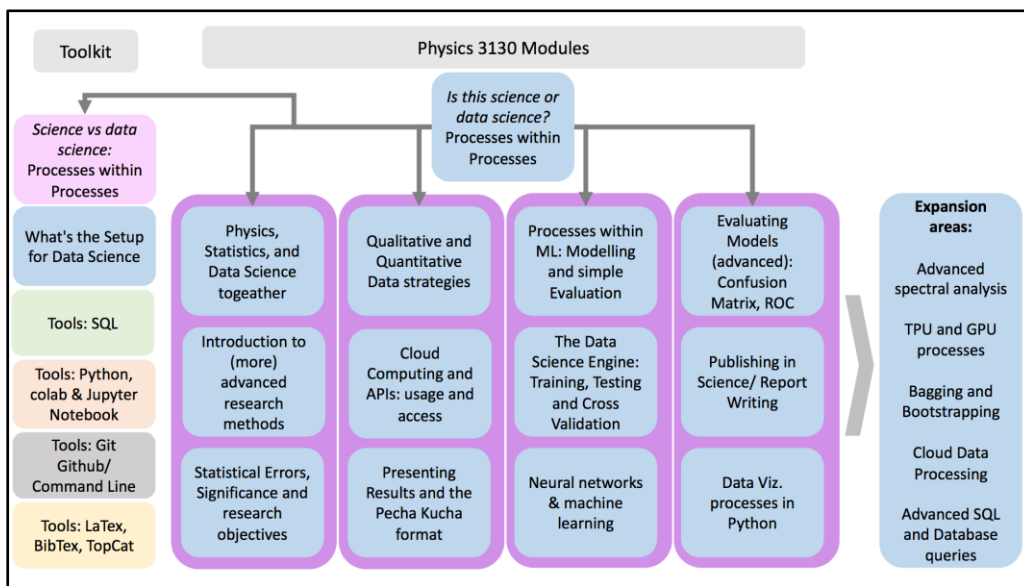 Toolkit
Physics 3130 Modules
Is this science or
data science?
Processes within
Processes
Science vs data
science:
Processes within
Processes
What's the Setup
for Data Science
Tools: SQL
Tools: Python,
colab & Jupyter
Notebook
Tools: Git
Github/
Command Line
Tools: LaTex,
BibTex, TopCat
Physics,
Statistics, and
Data Science
togeather
Introduction to
(more)
advanced
research
methods
Statistical Errors,
Significance and
research
objectives
Qualitative and
Quantitative
Data strategies
Cloud
Computing and
APIs: usage and
access
Presenting
Results and the
Pecha Kucha
format
Processes within
ML: Modelling
and simple
Evaluation
The Data
Science Engine:
Training, Testing
and Cross
Validation
Neural networks
& machine
learning
Evaluating
Models
(advanced):
Confusion
Matrix, ROC
Publishing in
Science/ Report
Writing
Data Viz.
processes in
Python
Expansion
areas:
Advanced
spectral analysis
TPU and GPU
processes
Bagging and
Bootstrapping
Cloud Data
Processing
Advanced SQL
and Database
queries